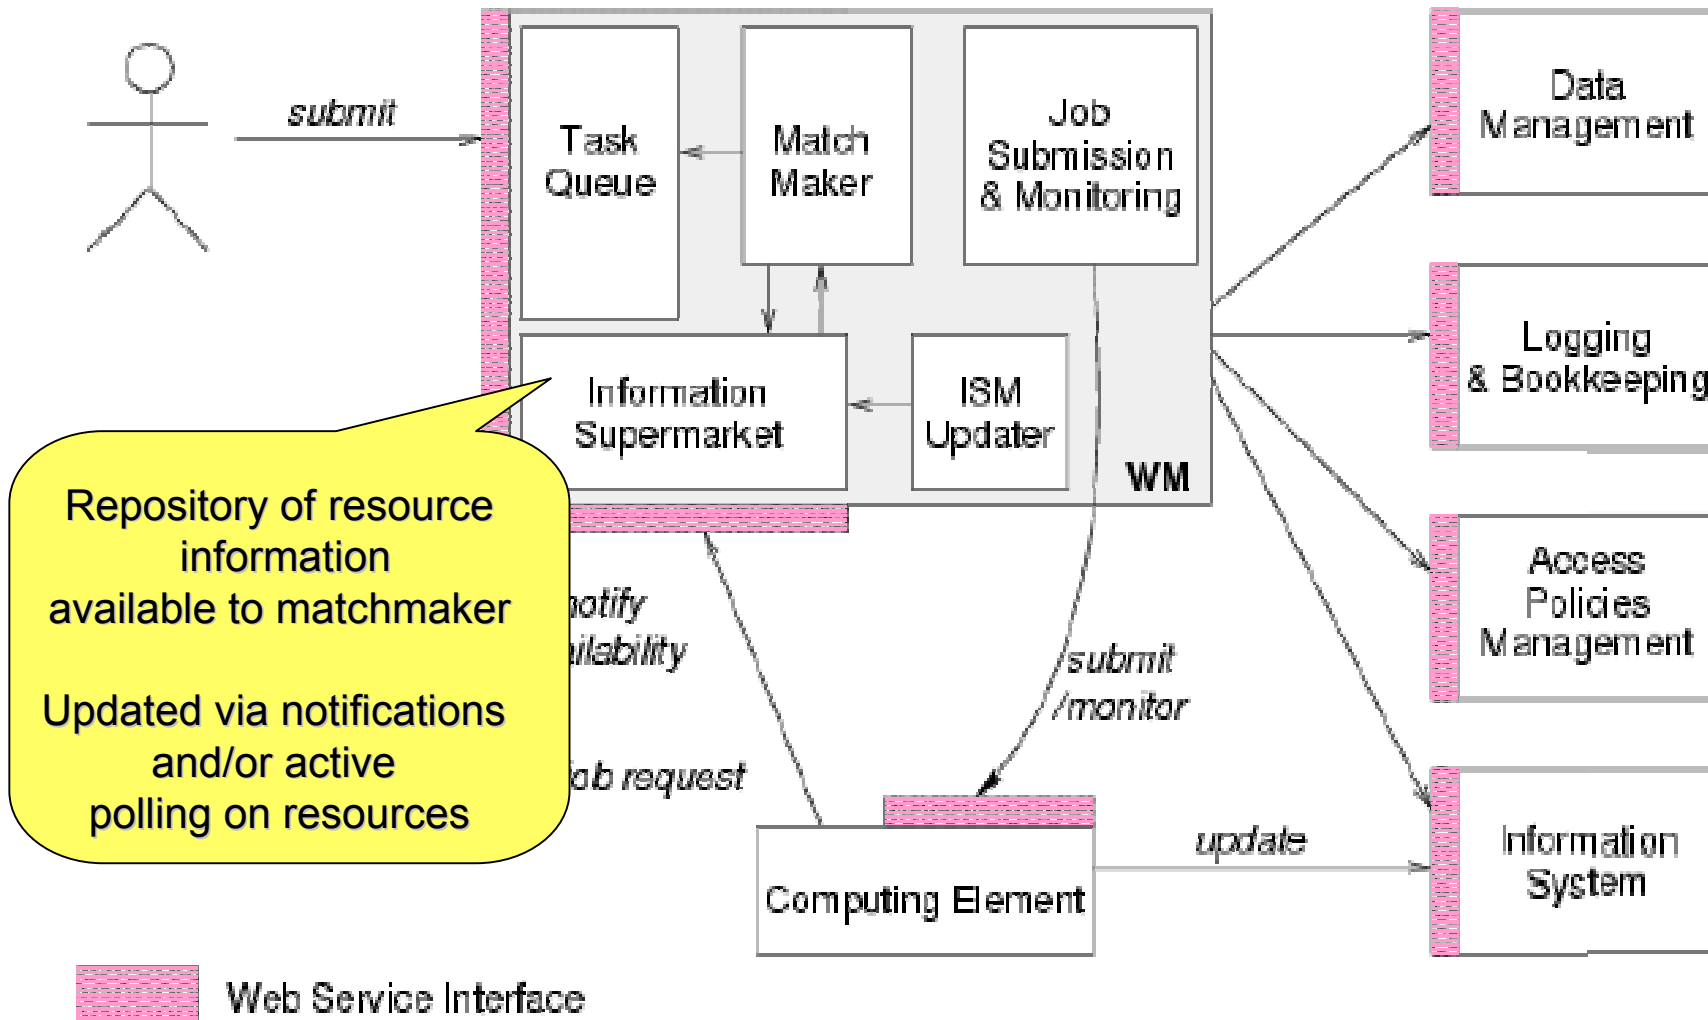 submit
Task
Queue
Match
Maker
Job
Submission
& Monitoring
Data
Management
Logging
& Bookkeeping
Information
Supermarket
ISM
Updater
WM
Repository of resource
information
available to matchmaker
Updated via notifications
and/or active
polling on resources
notify
request
submit
/monitor
Access
Policies
Management
Computing Element
update
Information
System
Web Service Interface